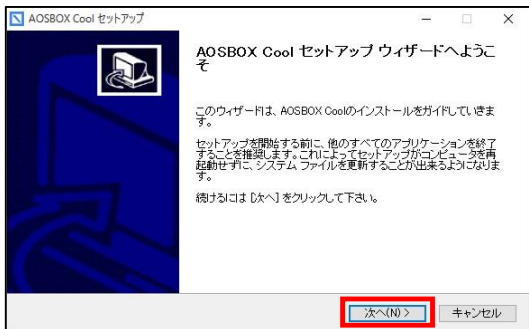 AOSBOX Cool セットアップ
AOSBOX Cool セットアップ ウィザードへようこ
そ
このウィザードは、AOSBOX Coolのインストールをガイドしていきま
す。
セットアップを開始する前に、他のすべてのアプリケーションを終了
することを推奨します。これによってセットアップがコンピュータを再
起動せずに、システム ファイルを更新することが出来るようになりま
す。
続けるには [次へ] をクリックして下さい。
次へ(N) >
キャンセル